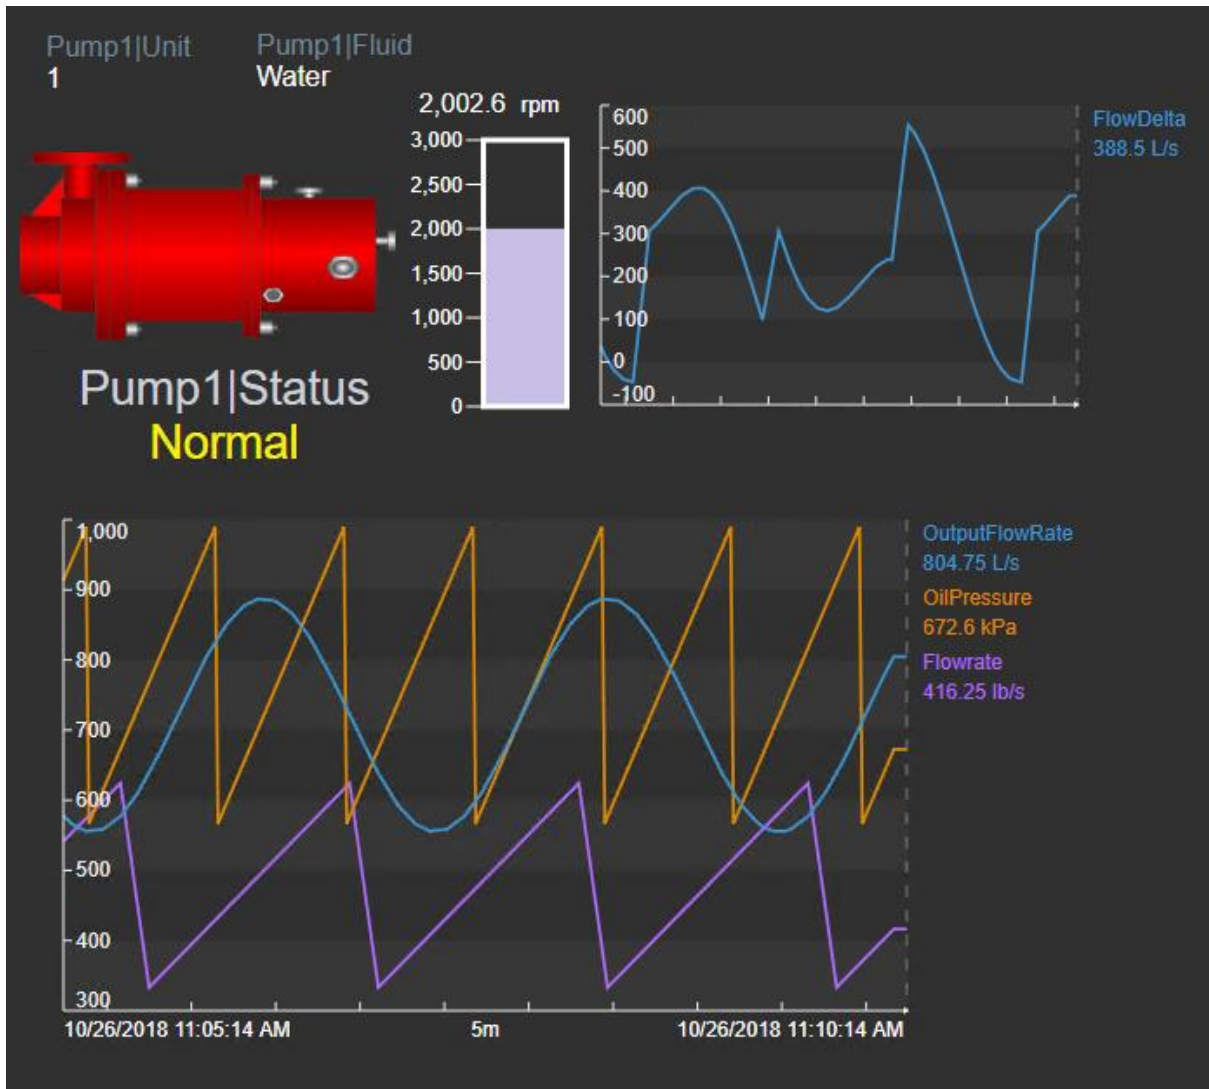 Pump1|Unit
1
Pump1|Fluid
Water
2,002.6 rpm
3,000
2,500
2,000
1,500
1,000
500
0
Pump1|Status
Normal
600
500
400
300
200
100
0
-100
FlowDelta
388.5 L/s
1,000
900
800
700
600
500
400
300
OutputFlowRate
804.75 L/s
OilPressure
672.6 kPa
Flowrate
416.25 lb/s
10/26/2018 11:05:14 AM 5m 10/26/2018 11:10:14 AM